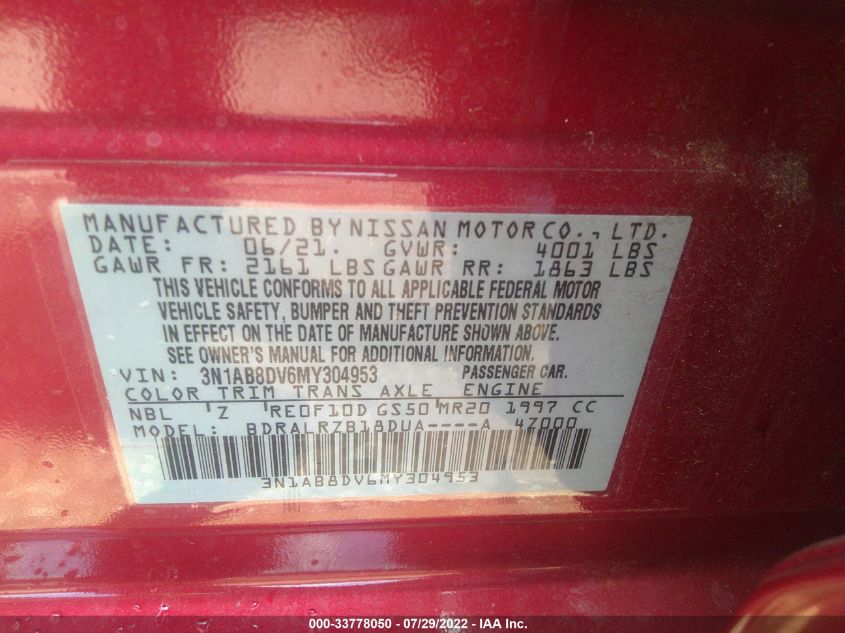 MANUFACTURED BY NISSAN MOTOR CO., LTD.
DATE: 06/21. GVWR: 4001 LBS
GAWR FR: 2161 LBS GAWR RR: 1863 LBS
THIS VEHICLE CONFORMS TO ALL APPLICABLE FEDERAL MOTOR
VEHICLE SAFETY, BUMPER AND THEFT PREVENTION STANDARDS
IN EFFECT ON THE DATE OF MANUFACTURE SHOWN ABOVE.
SEE OWNER'S MANUAL FOR ADDITIONAL INFORMATION.
VIN: 3N1AB8DV6MY304953 PASSENGER CAR.
COLOR TRIM TRANS AXLE ENGINE
NBL 'Z 'RE0F10D GS50'MR20 1997 CC
MODEL: BDRALRZB18DUA----A 4Z000
3N1AB8DV6MY304953
000-33778050 / 07/29/2022 - IAA Inc.